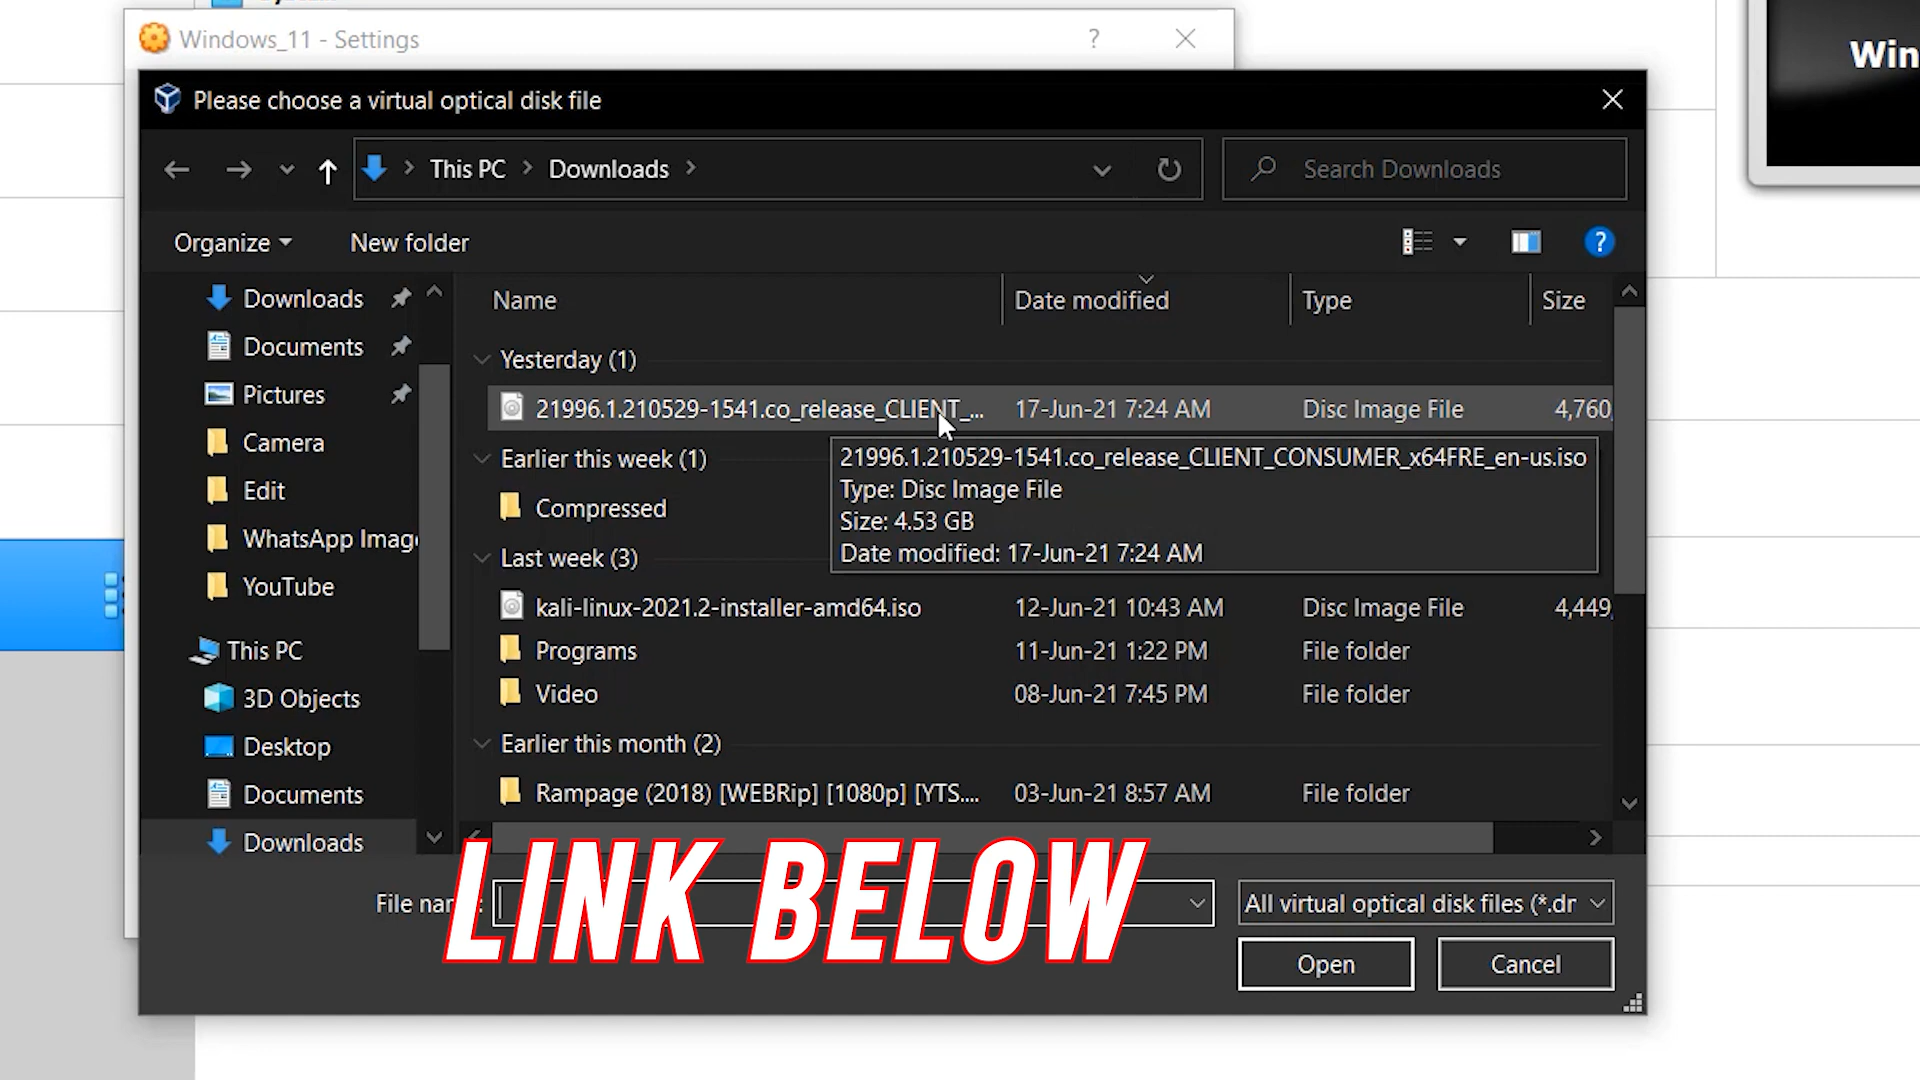 Windows_11 - Settings
?
Win
Please choose a virtual optical disk file
This PC > Downloads >
Search Downloads
Organize
New folder
?
Downloads
Documents
Pictures
Camera
Edit
WhatsApp Image
YouTube
This PC
3D Objects
Desktop
Documents
Downloads
Name Date modified Type Size
Yesterday (1)
21996.1.210529-1541.co_release_CLIENT_... 17-Jun-21 7:24 AM Disc Image File 4,760,
21996.1.210529-1541.co_release_CLIENT_CONSUMER_x64FRE_en-us.iso
Type: Disc Image File
Size: 4.53 GB
Date modified: 17-Jun-21 7:24 AM
Earlier this week (1)
Compressed
Last week (3)
kali-linux-2021.2-installer-amd64.iso 12-Jun-21 10:43 AM Disc Image File 4,449,
Programs 11-Jun-21 1:22 PM File folder
Video 08-Jun-21 7:45 PM File folder
Earlier this month (2)
Rampage (2018) [WEBRip] [1080p] [YTS.... 03-Jun-21 8:57 AM File folder
LINK BELOW
File name:
All virtual optical disk files (*.dr
Open
Cancel